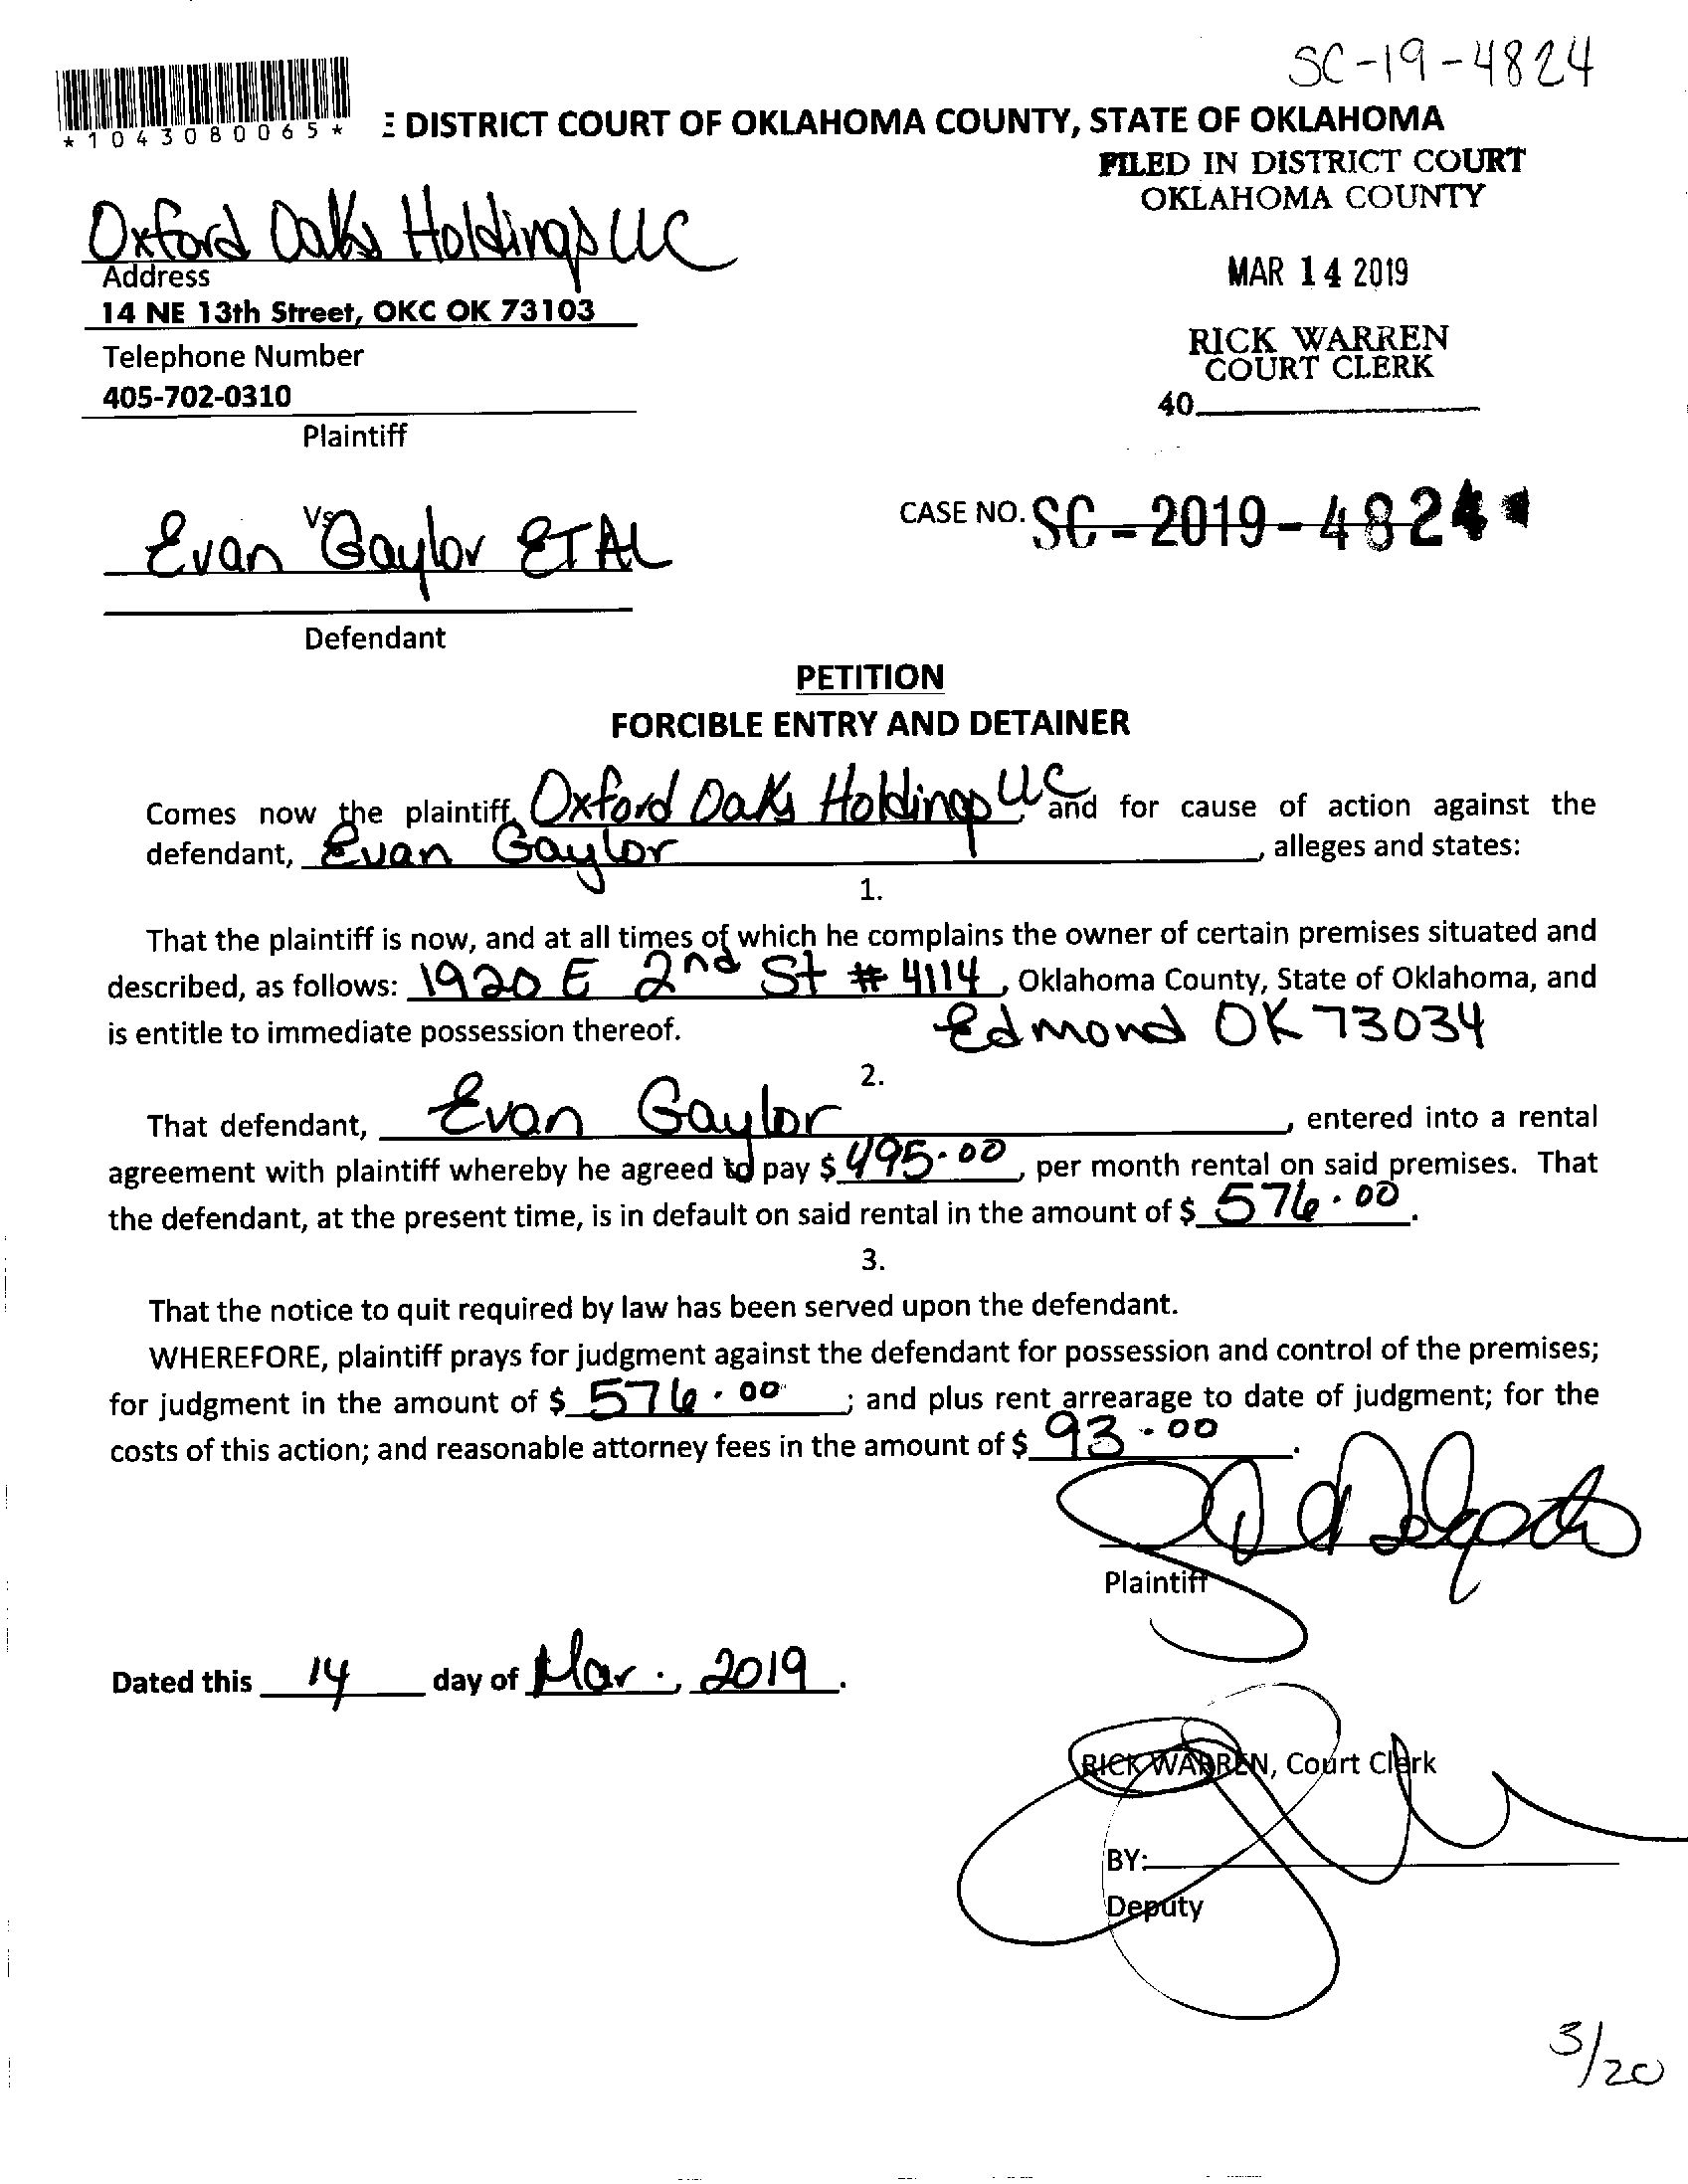 SC-19-4824
*1043080065*
E DISTRICT COURT OF OKLAHOMA COUNTY, STATE OF OKLAHOMA
FILED IN DISTRICT COURT
OKLAHOMA COUNTY
Oxford Oaks Holdings LLC
Address
14 NE 13th Street, OKC OK 73103
MAR 14 2019
Telephone Number
RICK WARREN
COURT CLERK
405-702-0310
40
Plaintiff
Vs
CASE NO. SC-2019-4824
Evan Gaylor ET AL
Defendant
PETITION
FORCIBLE ENTRY AND DETAINER
Comes now the plaintiff, Oxford Oaks Holdings LLC, and for cause of action against the
defendant, Evan Gaylor, alleges and states:
1.
That the plaintiff is now, and at all times of which he complains the owner of certain premises situated and
described, as follows: 1920 E 2nd St # 4114, Oklahoma County, State of Oklahoma, and
is entitle to immediate possession thereof. Edmond OK 73034
2.
That defendant, Evan Gaylor, entered into a rental
agreement with plaintiff whereby he agreed to pay $ 495.00, per month rental on said premises. That
the defendant, at the present time, is in default on said rental in the amount of $ 576.00.
3.
That the notice to quit required by law has been served upon the defendant.
WHEREFORE, plaintiff prays for judgment against the defendant for possession and control of the premises;
for judgment in the amount of $ 576.00; and plus rent arrearage to date of judgment; for the
costs of this action; and reasonable attorney fees in the amount of $ 93.00.
Plaintiff
Dated this 14 day of Mar., 2019.
RICK WARREN, Court Clerk
BY:
Deputy
3/20